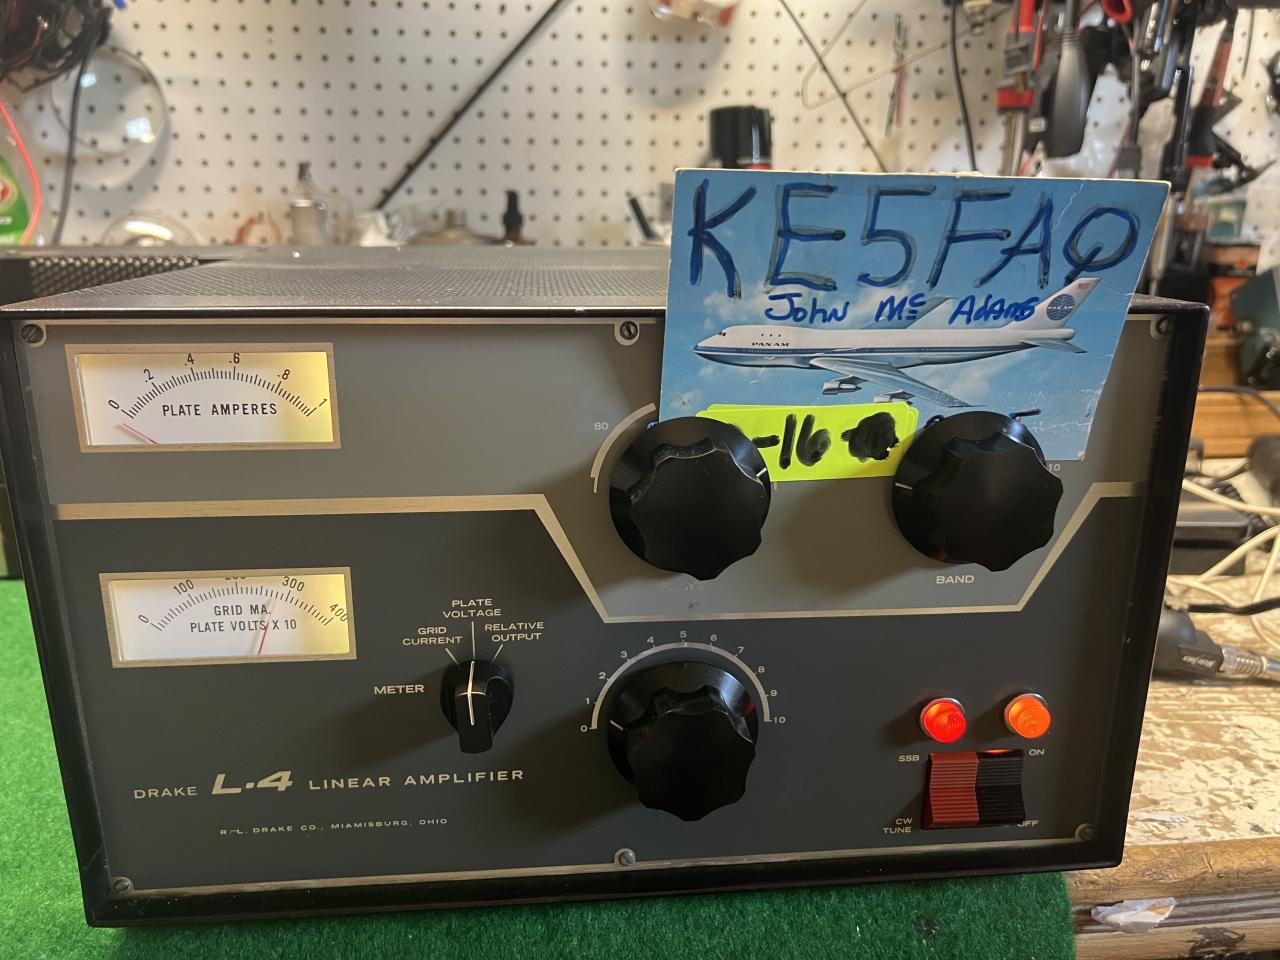 KE5FAQ
John Mc Adams
PAN AM
-16-
0 .2 .4 .6 .8 1
PLATE AMPERES
80
10
BAND
0 100 300 400
GRID MA.
PLATE VOLTS X 10
METER
GRID CURRENT
PLATE VOLTAGE
RELATIVE OUTPUT
0 1 2 3 4 5 6 7 8 9 10
SSB
ON
CW
TUNE
OFF
DRAKE L-4 LINEAR AMPLIFIER
R. L. DRAKE CO., MIAMISBURG, OHIO